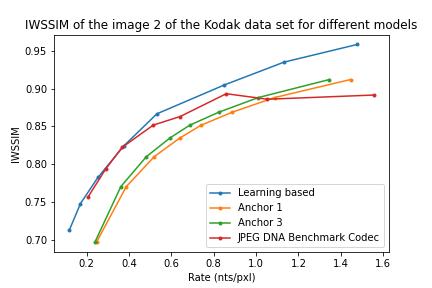 IWSSIM of the image 2 of the Kodak data set for different models
0.95
0.90
0.85
0.80
0.75
0.70
IWSSIM
0.2 0.4 0.6 0.8 1.0 1.2 1.4 1.6
Rate (nts/pxl)
Learning based
Anchor 1
Anchor 3
JPEG DNA Benchmark Codec